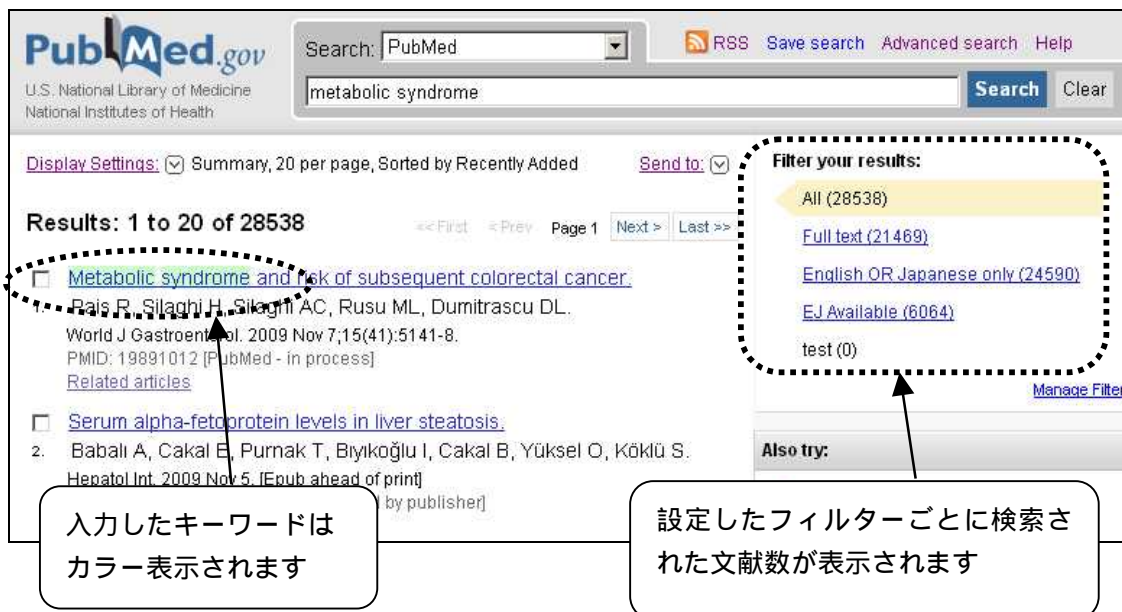 PubMed.gov
U.S. National Library of Medicine
National Institutes of Health
Search: PubMed
RSS Save search Advanced search Help
metabolic syndrome
Search Clear
Display Settings: Summary, 20 per page, Sorted by Recently Added Send to:
Results: 1 to 20 of 28538
<< First < Prev Page 1 Next > Last >>
Metabolic syndrome and risk of subsequent colorectal cancer.
1. Pais R, Silaghi H, Silaghi AC, Rusu ML, Dumitrascu DL.
World J Gastroenterol. 2009 Nov 7;15(41):5141-8.
PMID: 19891012 [PubMed - in process]
Related articles
Serum alpha-fetoprotein levels in liver steatosis.
2. Babalı A, Cakal E, Purnak T, Bıyıkoğlu I, Cakal B, Yüksel O, Köklü S.
Hepatol Int. 2009 Nov 5. [Epub ahead of print]
by publisher]
Filter your results:
All (28538)
Full text (21469)
English OR Japanese only (24590)
EJ Available (6064)
test (0)
Manage Filter
Also try:
入力したキーワードは
カラー表示されます
設定したフィルターごとに検索さ
れた文献数が表示されます